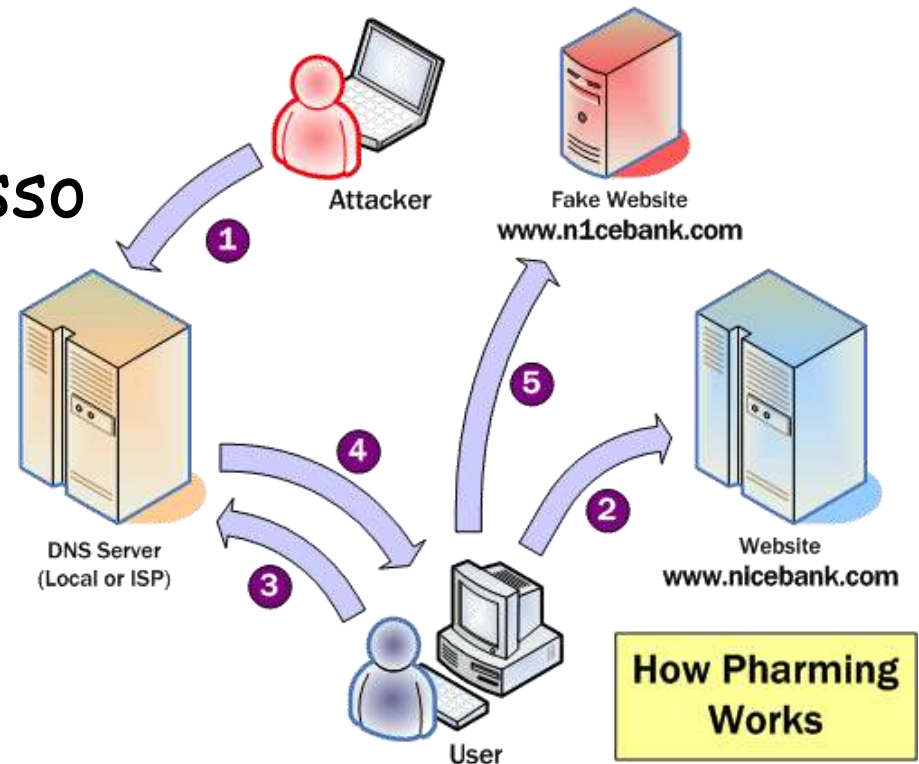 sso
Attacker
Fake Website
www.n1cebank.com
1
5
4
2
3
DNS Server
(Local or ISP)
Website
www.nicebank.com
How Pharming
Works
User